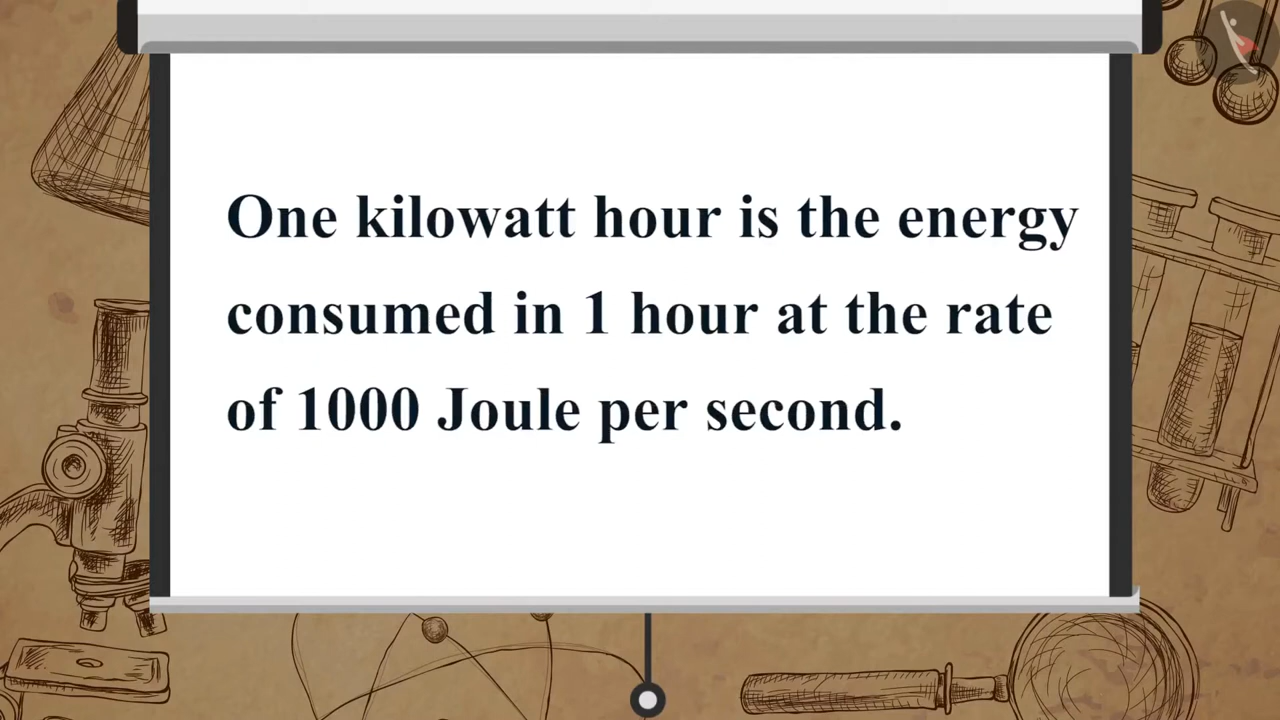 One kilowatt hour is the energy
consumed in 1 hour at the rate
of 1000 Joule per second.